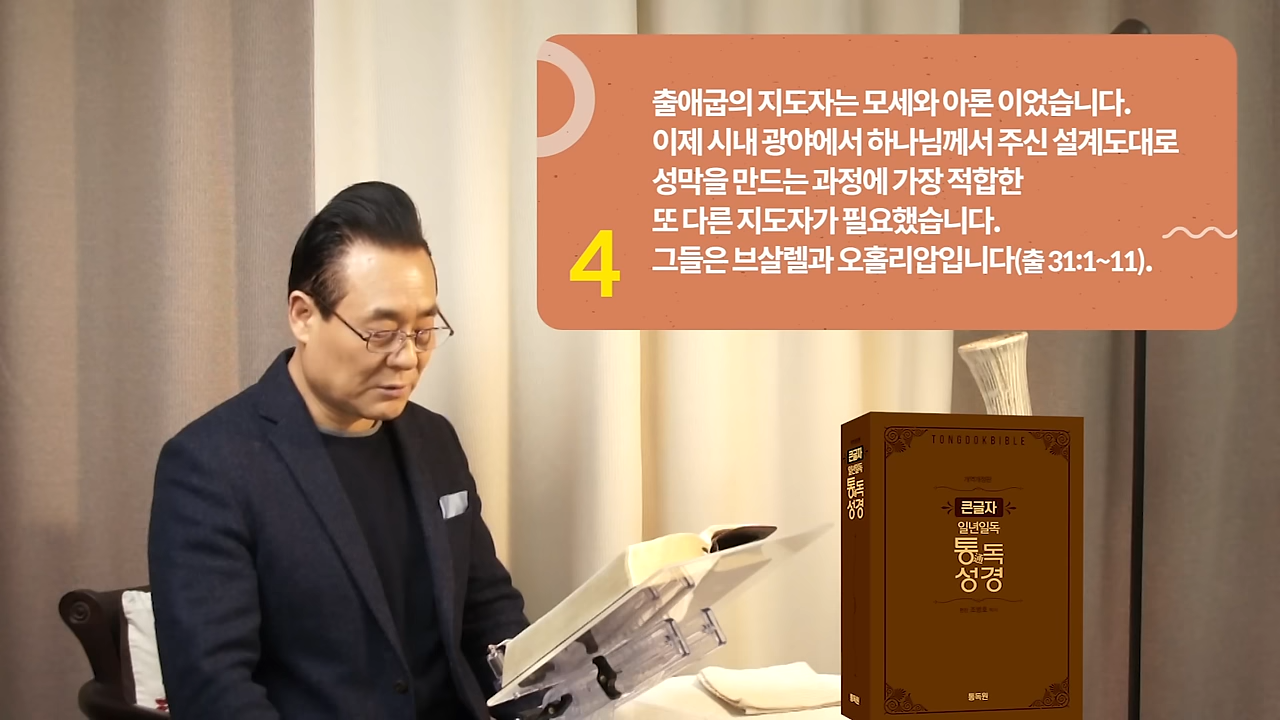 출애굽의 지도자는 모세와 아론 이었습니다.
이제 시내 광야에서 하나님께서 주신 설계도대로
성막을 만드는 과정에 가장 적합한
또 다른 지도자가 필요했습니다.
4
그들은 브살렐과 오홀리압입니다(출 31:1~11).
TONGDOKBIBLE
큰글자
일년일독
통독
성경
통독원
큰글자
일년일독
통독
성경
통독원